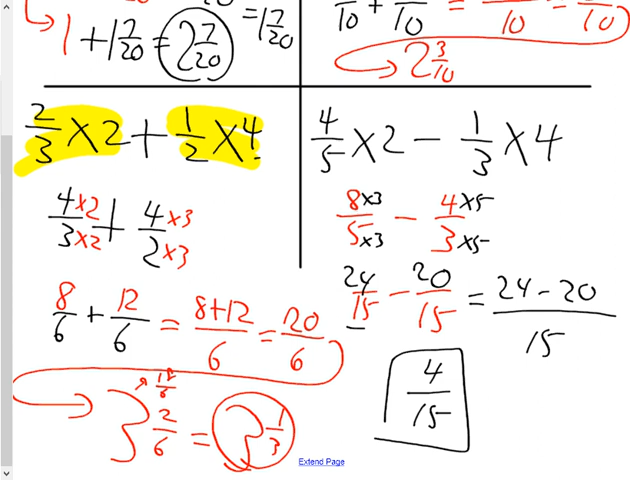 1 + 1 7/20 = 2 7/20
= 1 7/20
/10 + /10 = /10 = /10
2 3/10
2/3 × 2 + 1/2 × 4
4×2/3×2 + 4×3/2×3
8/6 + 12/6 = 8+12/6 = 20/6
18/6
3 2/6 = 3 1/3
4/5 × 2 − 1/3 × 4
8×3/5×3 − 4×5/3×5
24/15 − 20/15 = 24−20/15
4/15
Extend Page